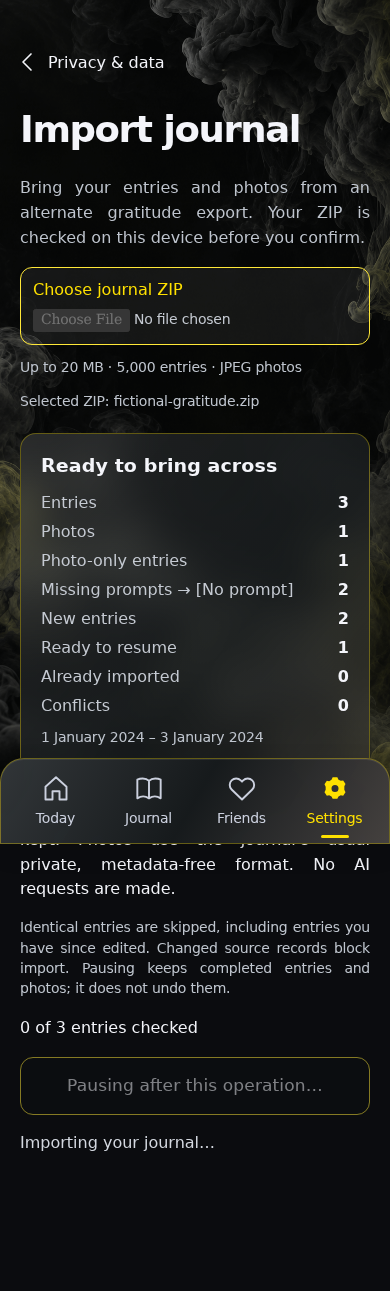 Privacy & data
Import journal
Bring your entries and photos from an
alternate gratitude export. Your ZIP is
checked on this device before you confirm.
Choose journal ZIP
Choose File No file chosen
Up to 20 MB · 5,000 entries · JPEG photos
Selected ZIP: fictional-gratitude.zip
Ready to bring across
Entries 3
Photos 1
Photo-only entries 1
Missing prompts → [No prompt] 2
New entries 2
Ready to resume 1
Already imported 0
Conflicts 0
1 January 2024 – 3 January 2024
Today Journal Friends Settings
private, metadata-free format. No AI
requests are made.
Identical entries are skipped, including entries you
have since edited. Changed source records block
import. Pausing keeps completed entries and
photos; it does not undo them.
0 of 3 entries checked
Pausing after this operation…
Importing your journal…